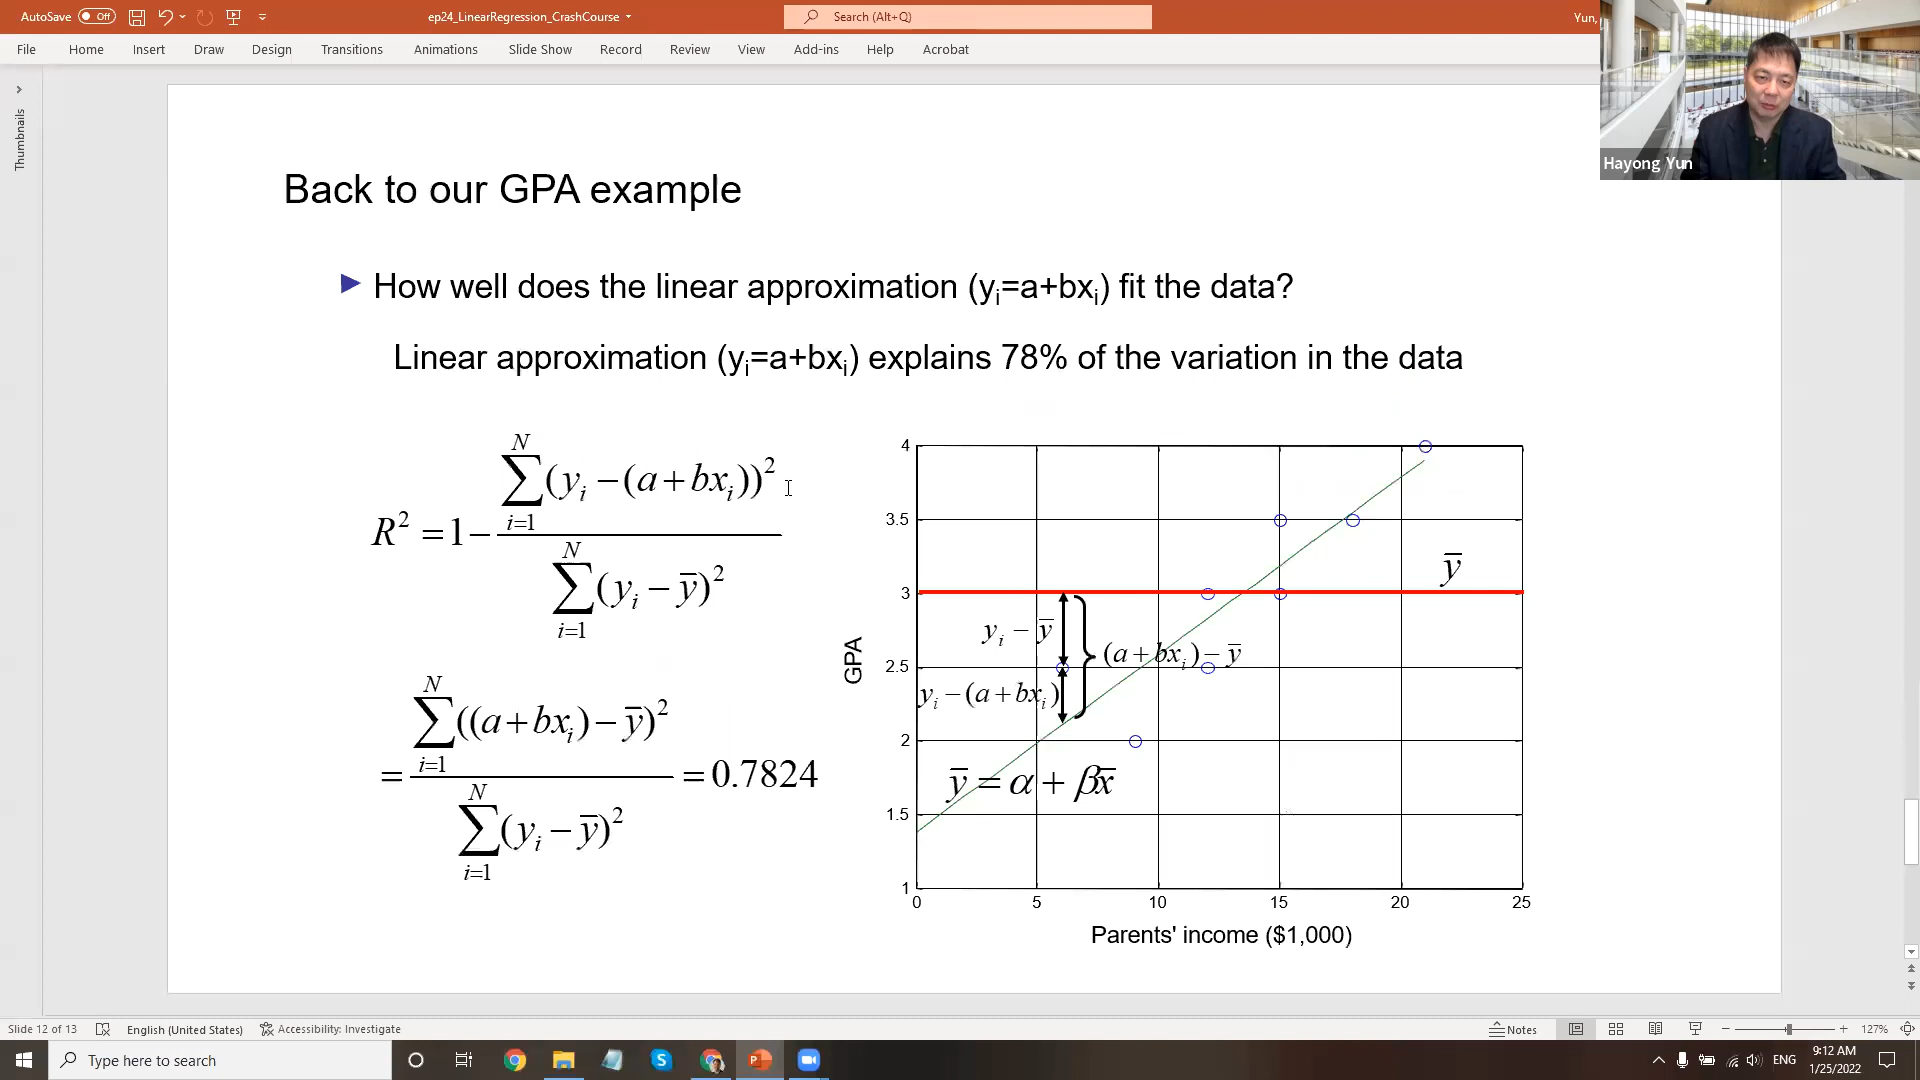 AutoSave Off
ep24_LinearRegression_CrashCourse
Search (Alt+Q)
Yun,
File Home Insert Draw Design Transitions Animations Slide Show Record Review View Add-ins Help Acrobat
Thumbnails
Hayong Yun
Back to our GPA example
How well does the linear approximation (yᵢ=a+bxᵢ) fit the data?
Linear approximation (yᵢ=a+bxᵢ) explains 78% of the variation in the data
R² = 1 − ∑ᵢ₌₁ᴺ (yᵢ − (a + bxᵢ))² / ∑ᵢ₌₁ᴺ (yᵢ − ȳ)²
= ∑ᵢ₌₁ᴺ ((a + bxᵢ) − ȳ)² / ∑ᵢ₌₁ᴺ (yᵢ − ȳ)² = 0.7824
4
3.5
3
2.5
2
1.5
1
GPA
ȳ
yᵢ − ȳ
(a + bxᵢ) − ȳ
yᵢ − (a + bxᵢ)
ȳ = α + βx̄
0 5 10 15 20 25
Parents' income ($1,000)
Slide 12 of 13
English (United States)
Accessibility: Investigate
Notes
127%
Type here to search
ENG
9:12 AM
1/25/2022